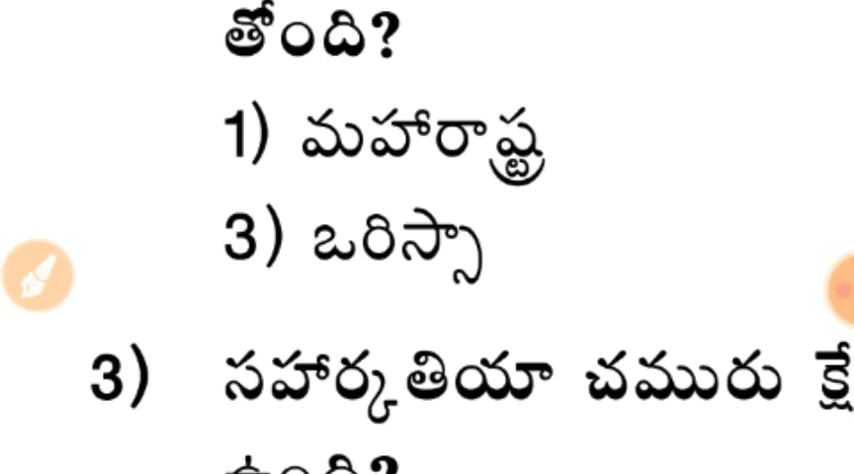 తోంది?
1) మహారాష్ట్ర
3) ఒరిస్సా
3) సహార్కతియా చమురు క్షే
ఉంది?